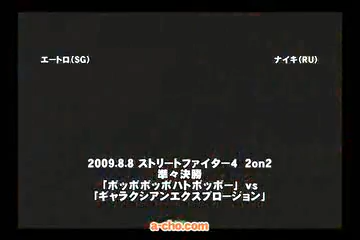 エートロ(SG)
ナイキ(RU)
2009.8.8 ストリートファイター4 2on2
準々決勝
「ポッポポッポハトポッポー」 vs
「ギャラクシアンエクスプロージョン」
a-cho.com